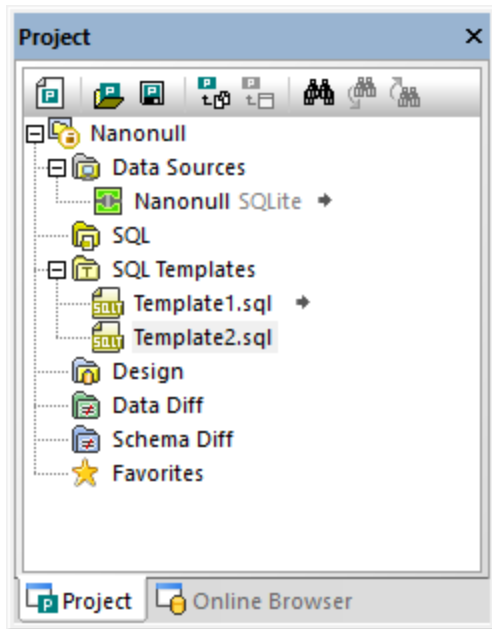 Project
Nanonull
Data Sources
Nanonull SQLite
SQL
SQL Templates
Template1.sql
Template2.sql
Design
Data Diff
Schema Diff
Favorites
Project Online Browser